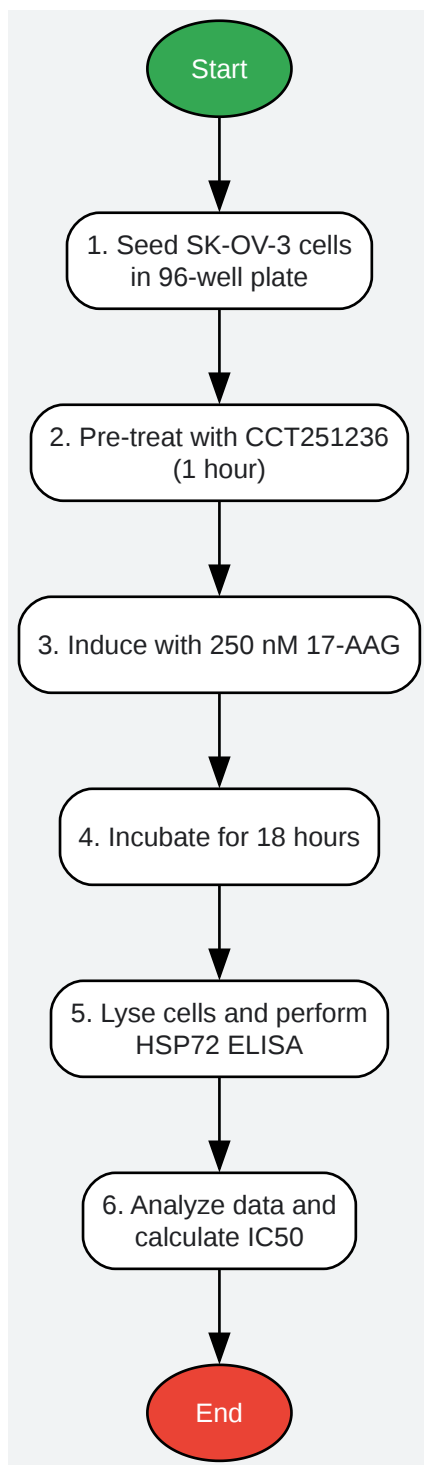 Start
1. Seed SK-OV-3 cells
in 96-well plate
2. Pre-treat with CCT251236
(1 hour)
3. Induce with 250 nM 17-AAG
4. Incubate for 18 hours
5. Lyse cells and perform
HSP72 ELISA
6. Analyze data and
calculate IC50
End